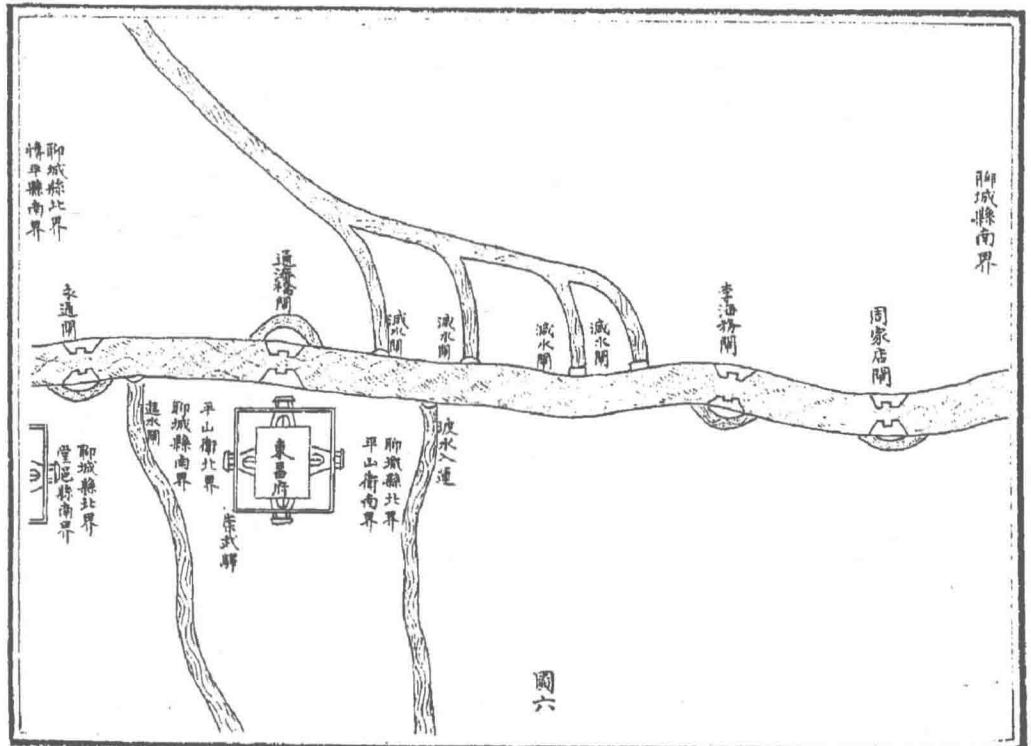 聊城縣南界
周家店閘
李海務閘
減水閘
減水閘
減水閘
減水閘
通濟橋閘
永通閘
聊城縣北界
博平縣南界
坡水入運
聊城縣北界
平山衛南界
東昌府
崇武驛
平山衛北界
聊城縣南界
進水閘
聊城縣北界
堂邑縣南界
圖六